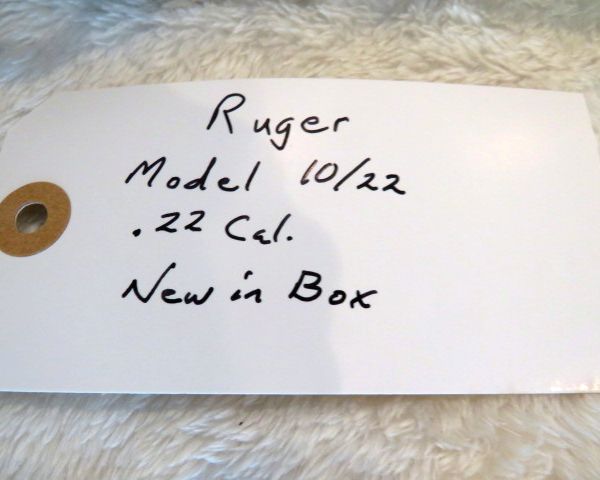 Ruger
Model 10/22
.22 Cal.
New in Box